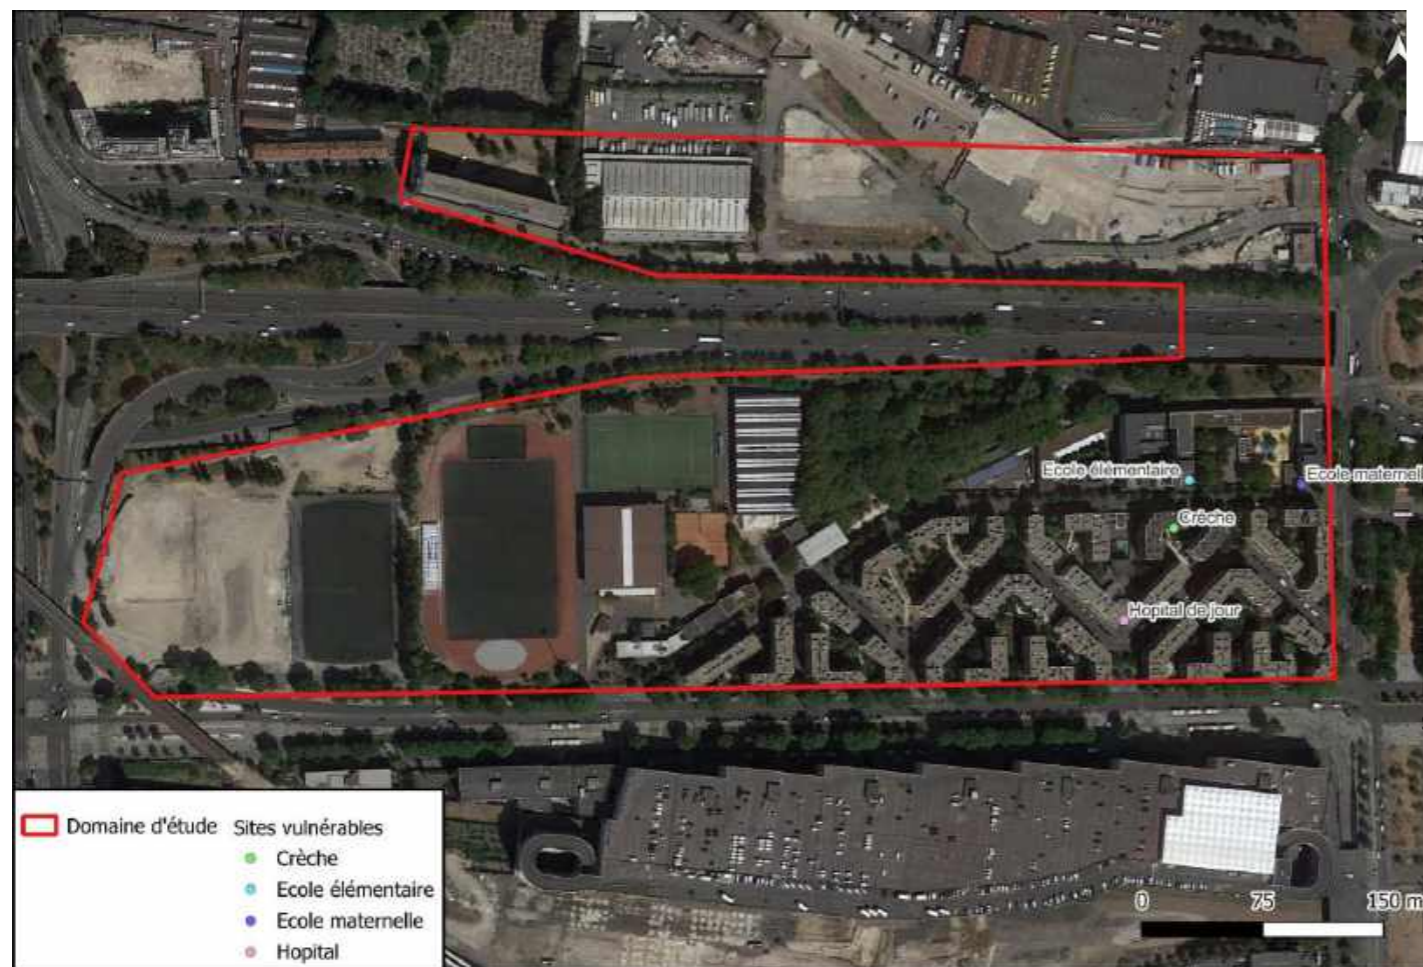 Ecole élémentaire
Ecole maternell
Crèche
Hopital de jour
Domaine d'étude
Sites vulnérables
Crèche
Ecole élémentaire
Ecole maternelle
Hopital
0 75 150 m